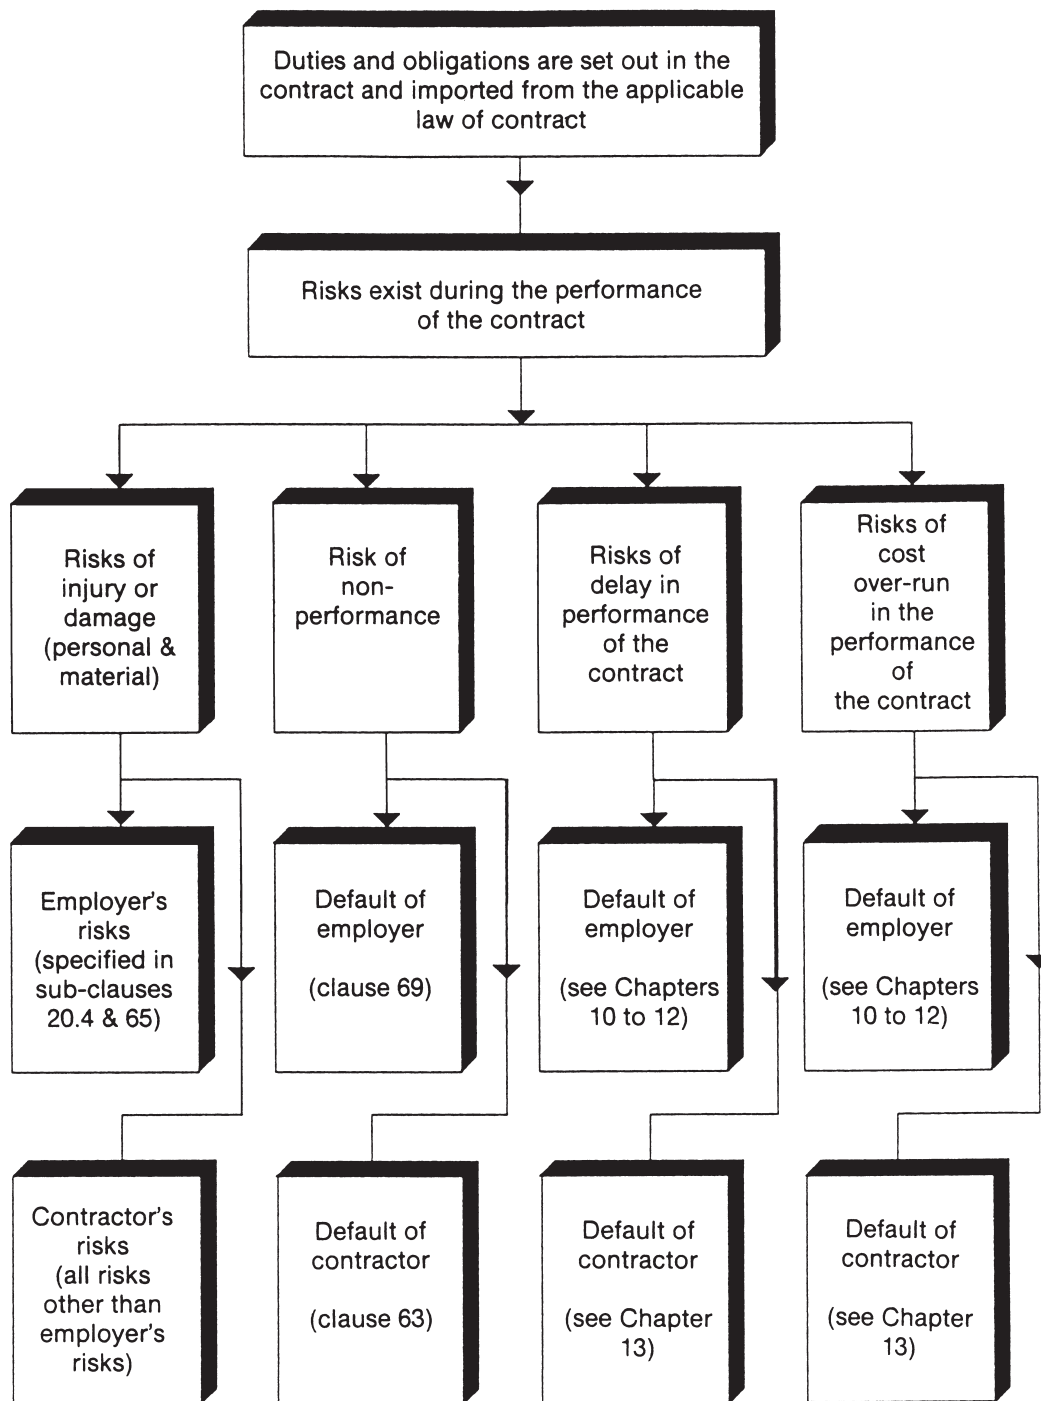 Duties and obligations are set out in the
contract and imported from the applicable
law of contract
Risks exist during the performance
of the contract
Risks of
injury or
damage
(personal &
material)
Risk of
non-
performance
Risks of
delay in
performance
of the
contract
Risks of
cost
over-run
in the
performance
of
the contract
Employer's
risks
(specified in
sub-clauses
20.4 & 65)
Default of
employer
(clause 69)
Default of
employer
(see Chapters
10 to 12)
Default of
employer
(see Chapters
10 to 12)
Contractor's
risks
(all risks
other than
employer's
risks)
Default of
contractor
(clause 63)
Default of
contractor
(see Chapter
13)
Default of
contractor
(see Chapter
13)